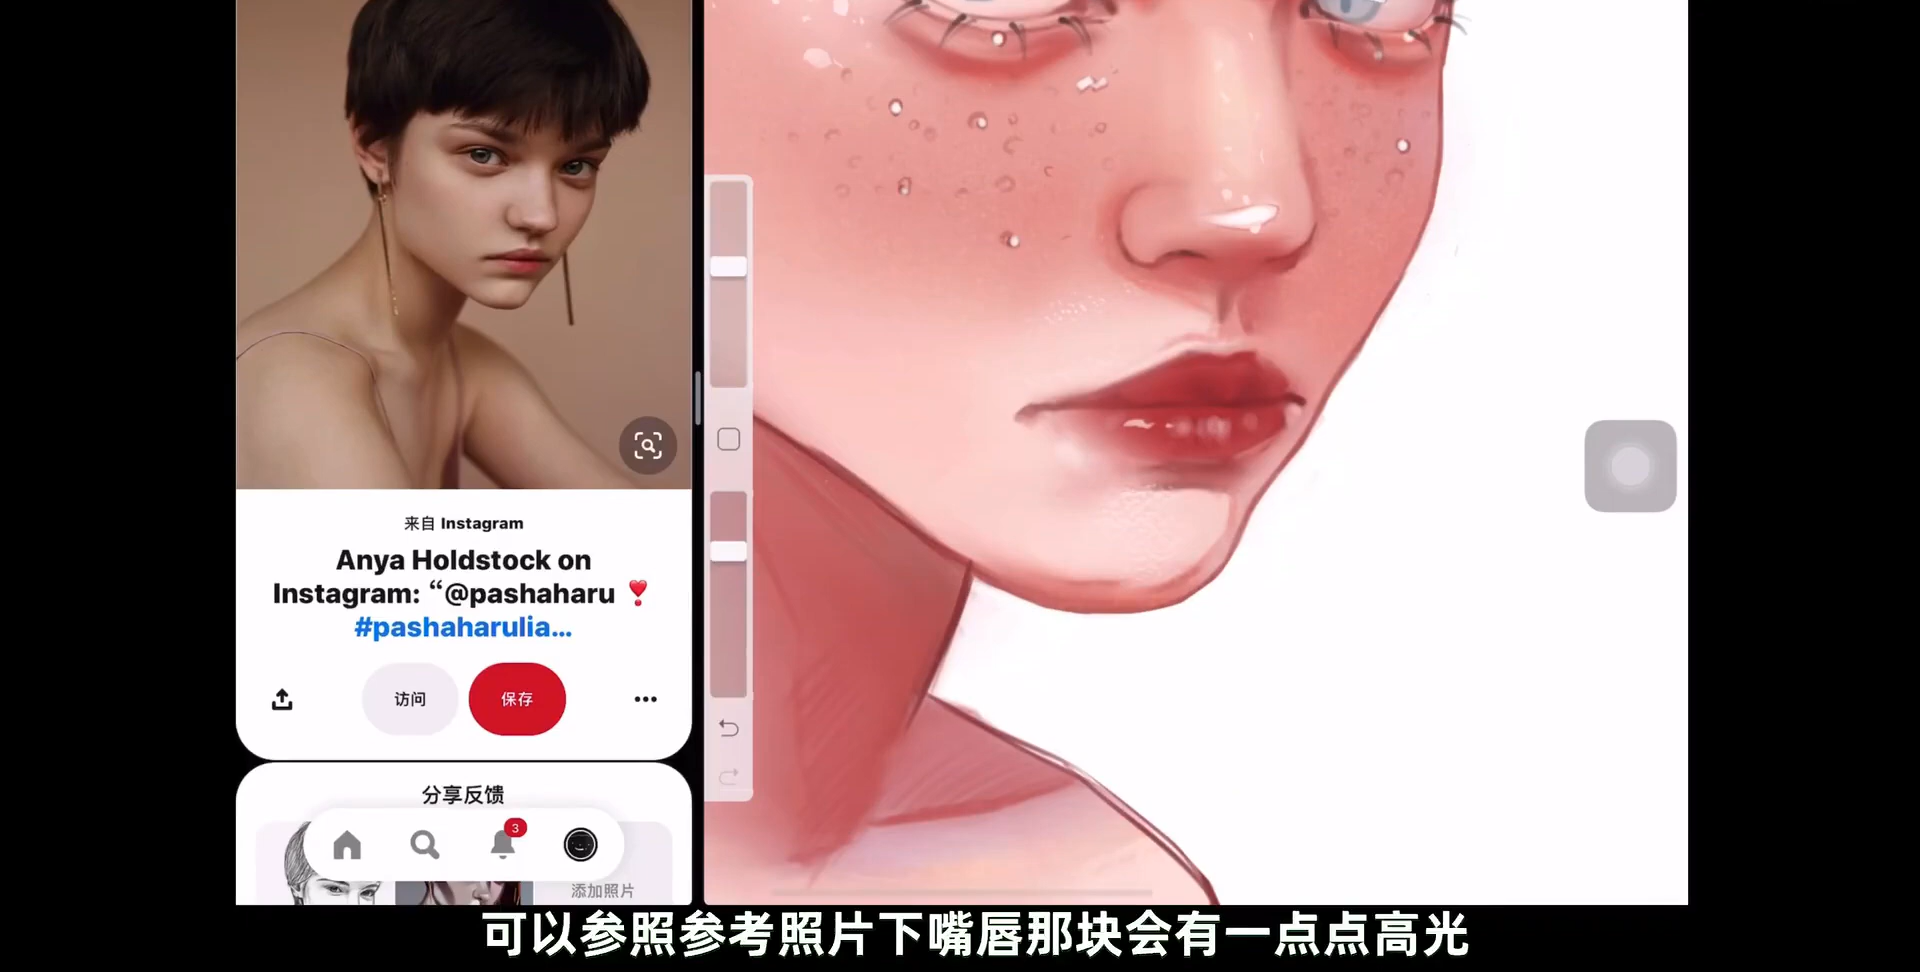 来自 Instagram
Anya Holdstock on
Instagram: “@pashaharu ❣️
#pashaharulia...
访问
保存
分享反馈
3
添加照片
可以参照参考照片下嘴唇那块会有一点点高光